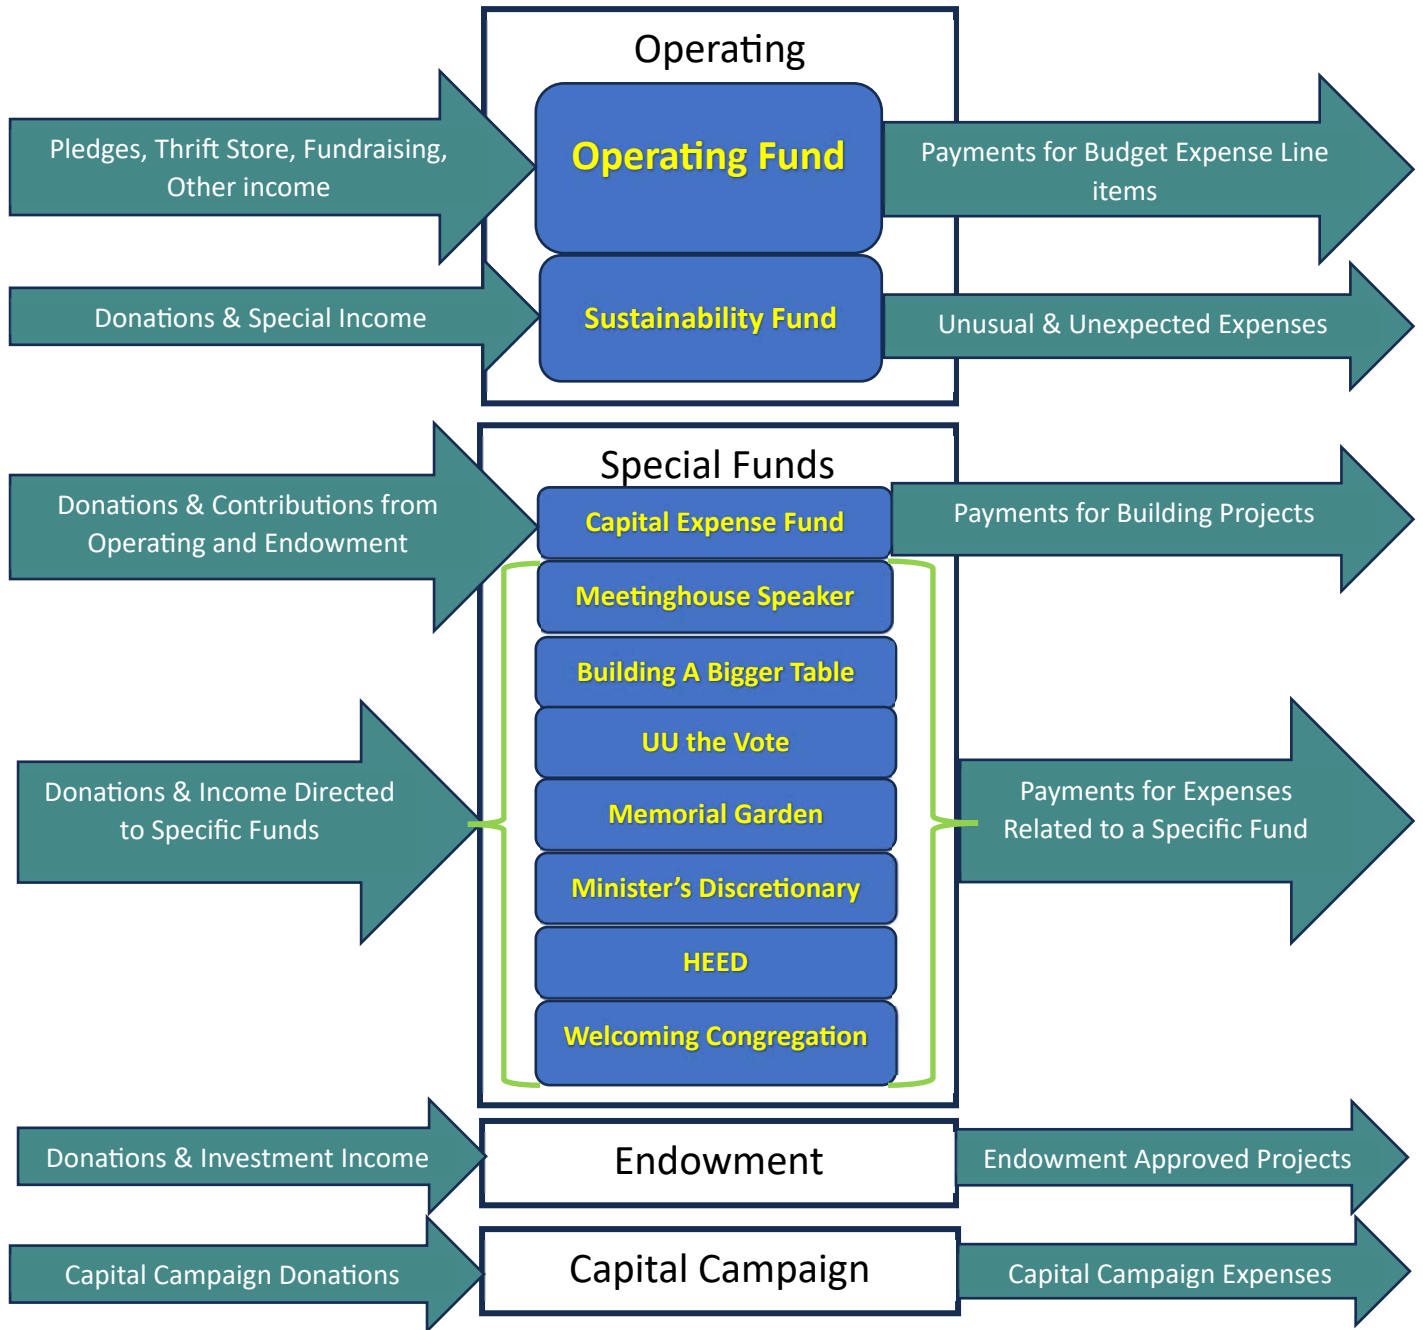 Operating
Pledges, Thrift Store, Fundraising,
Other income
Operating Fund
Payments for Budget Expense Line
items
Donations & Special Income
Sustainability Fund
Unusual & Unexpected Expenses
Special Funds
Donations & Contributions from
Operating and Endowment
Capital Expense Fund
Payments for Building Projects
Meetinghouse Speaker
Building A Bigger Table
UU the Vote
Donations & Income Directed
to Specific Funds
Memorial Garden
Payments for Expenses
Related to a Specific Fund
Minister’s Discretionary
HEED
Welcoming Congregation
Donations & Investment Income
Endowment
Endowment Approved Projects
Capital Campaign Donations
Capital Campaign
Capital Campaign Expenses